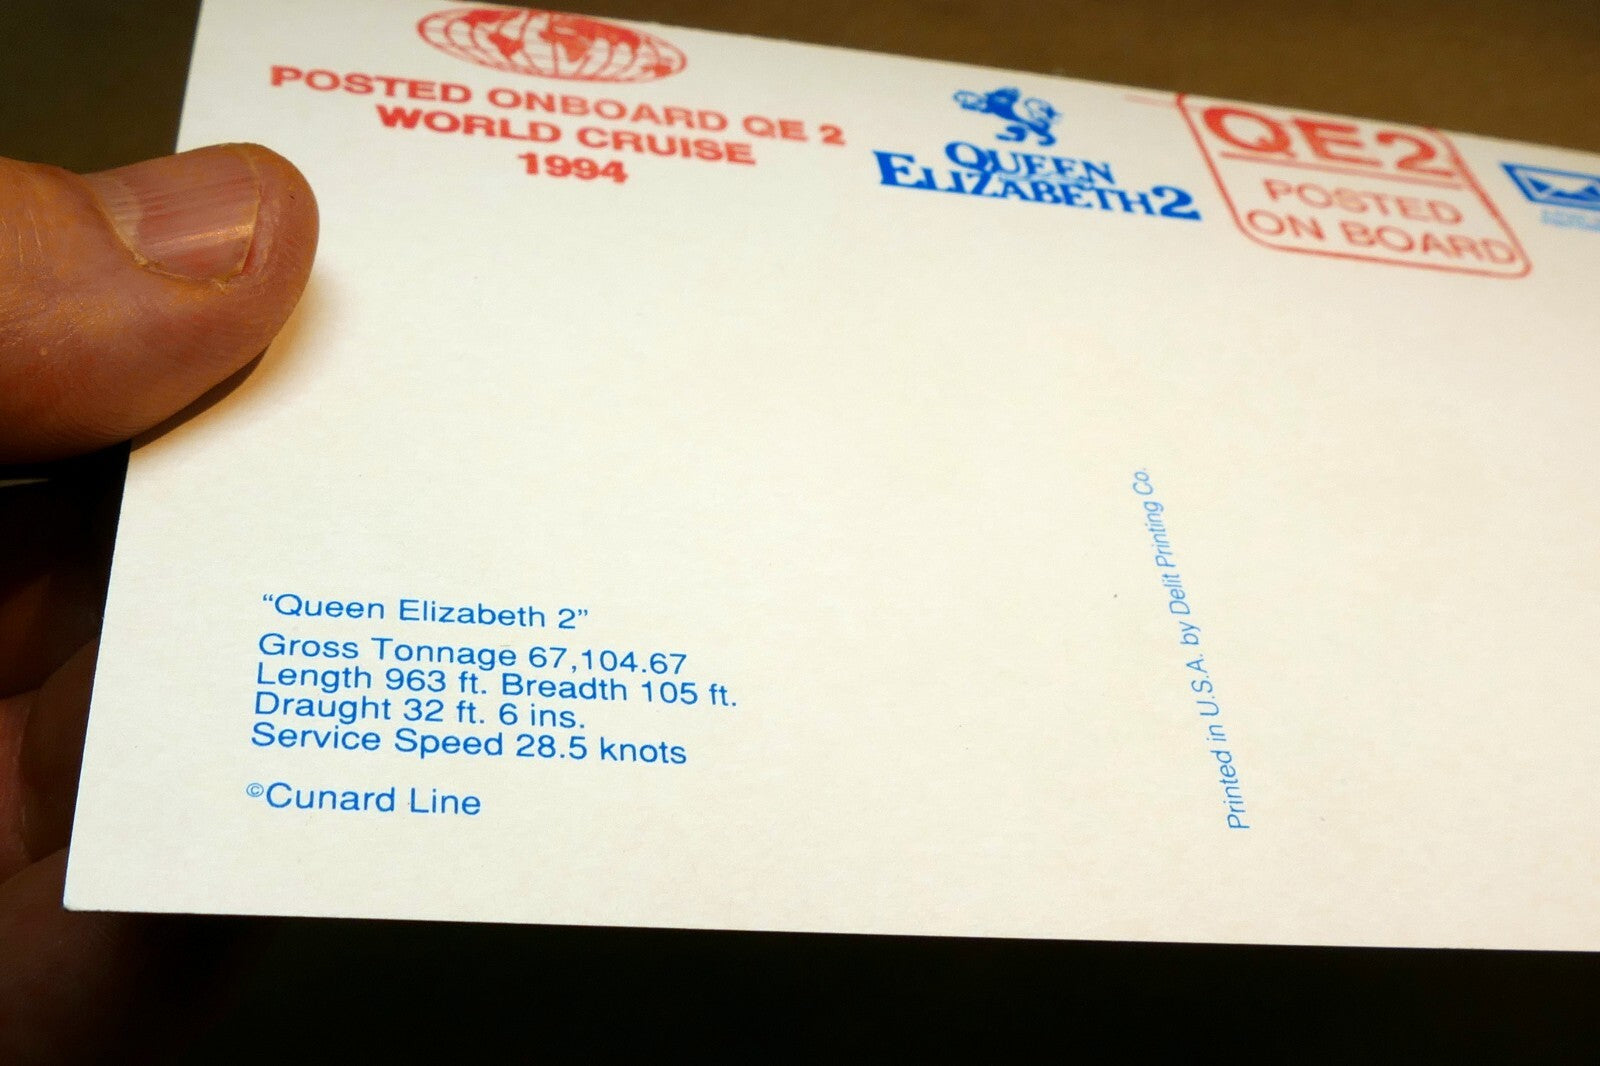 POSTED ONBOARD QE 2
WORLD CRUISE
1994
QUEEN
ELIZABETH 2
QE2
POSTED
ON BOARD
“Queen Elizabeth 2”
Gross Tonnage 67,104.67
Length 963 ft. Breadth 105 ft.
Draught 32 ft. 6 ins.
Service Speed 28.5 knots
©Cunard Line
Printed in U.S.A. by Delit Printing Co.